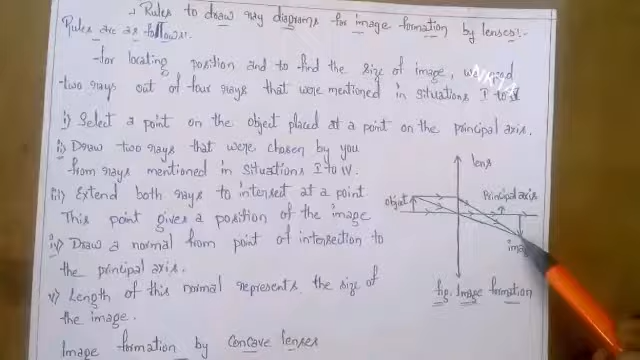 Rules to draw ray diagrams for image formation by lenses:-
Rules are as follows:
For locating position and to find the size of image, we need
two rays out of four rays that were mentioned in situations I to
i) Select a point on the object placed at a point on the principal axis.
ii) Draw two rays that were chosen by you
from rays mentioned in situations I to IV.
iii) Extend both rays to intersect at a point
This point gives a position of the image
iv) Draw a normal from point of intersection to
the principal axis.
v) Length of this normal represents the size of
the image.
lens
Principal axis
object
fig. Image formation
Image formation by Concave lenses